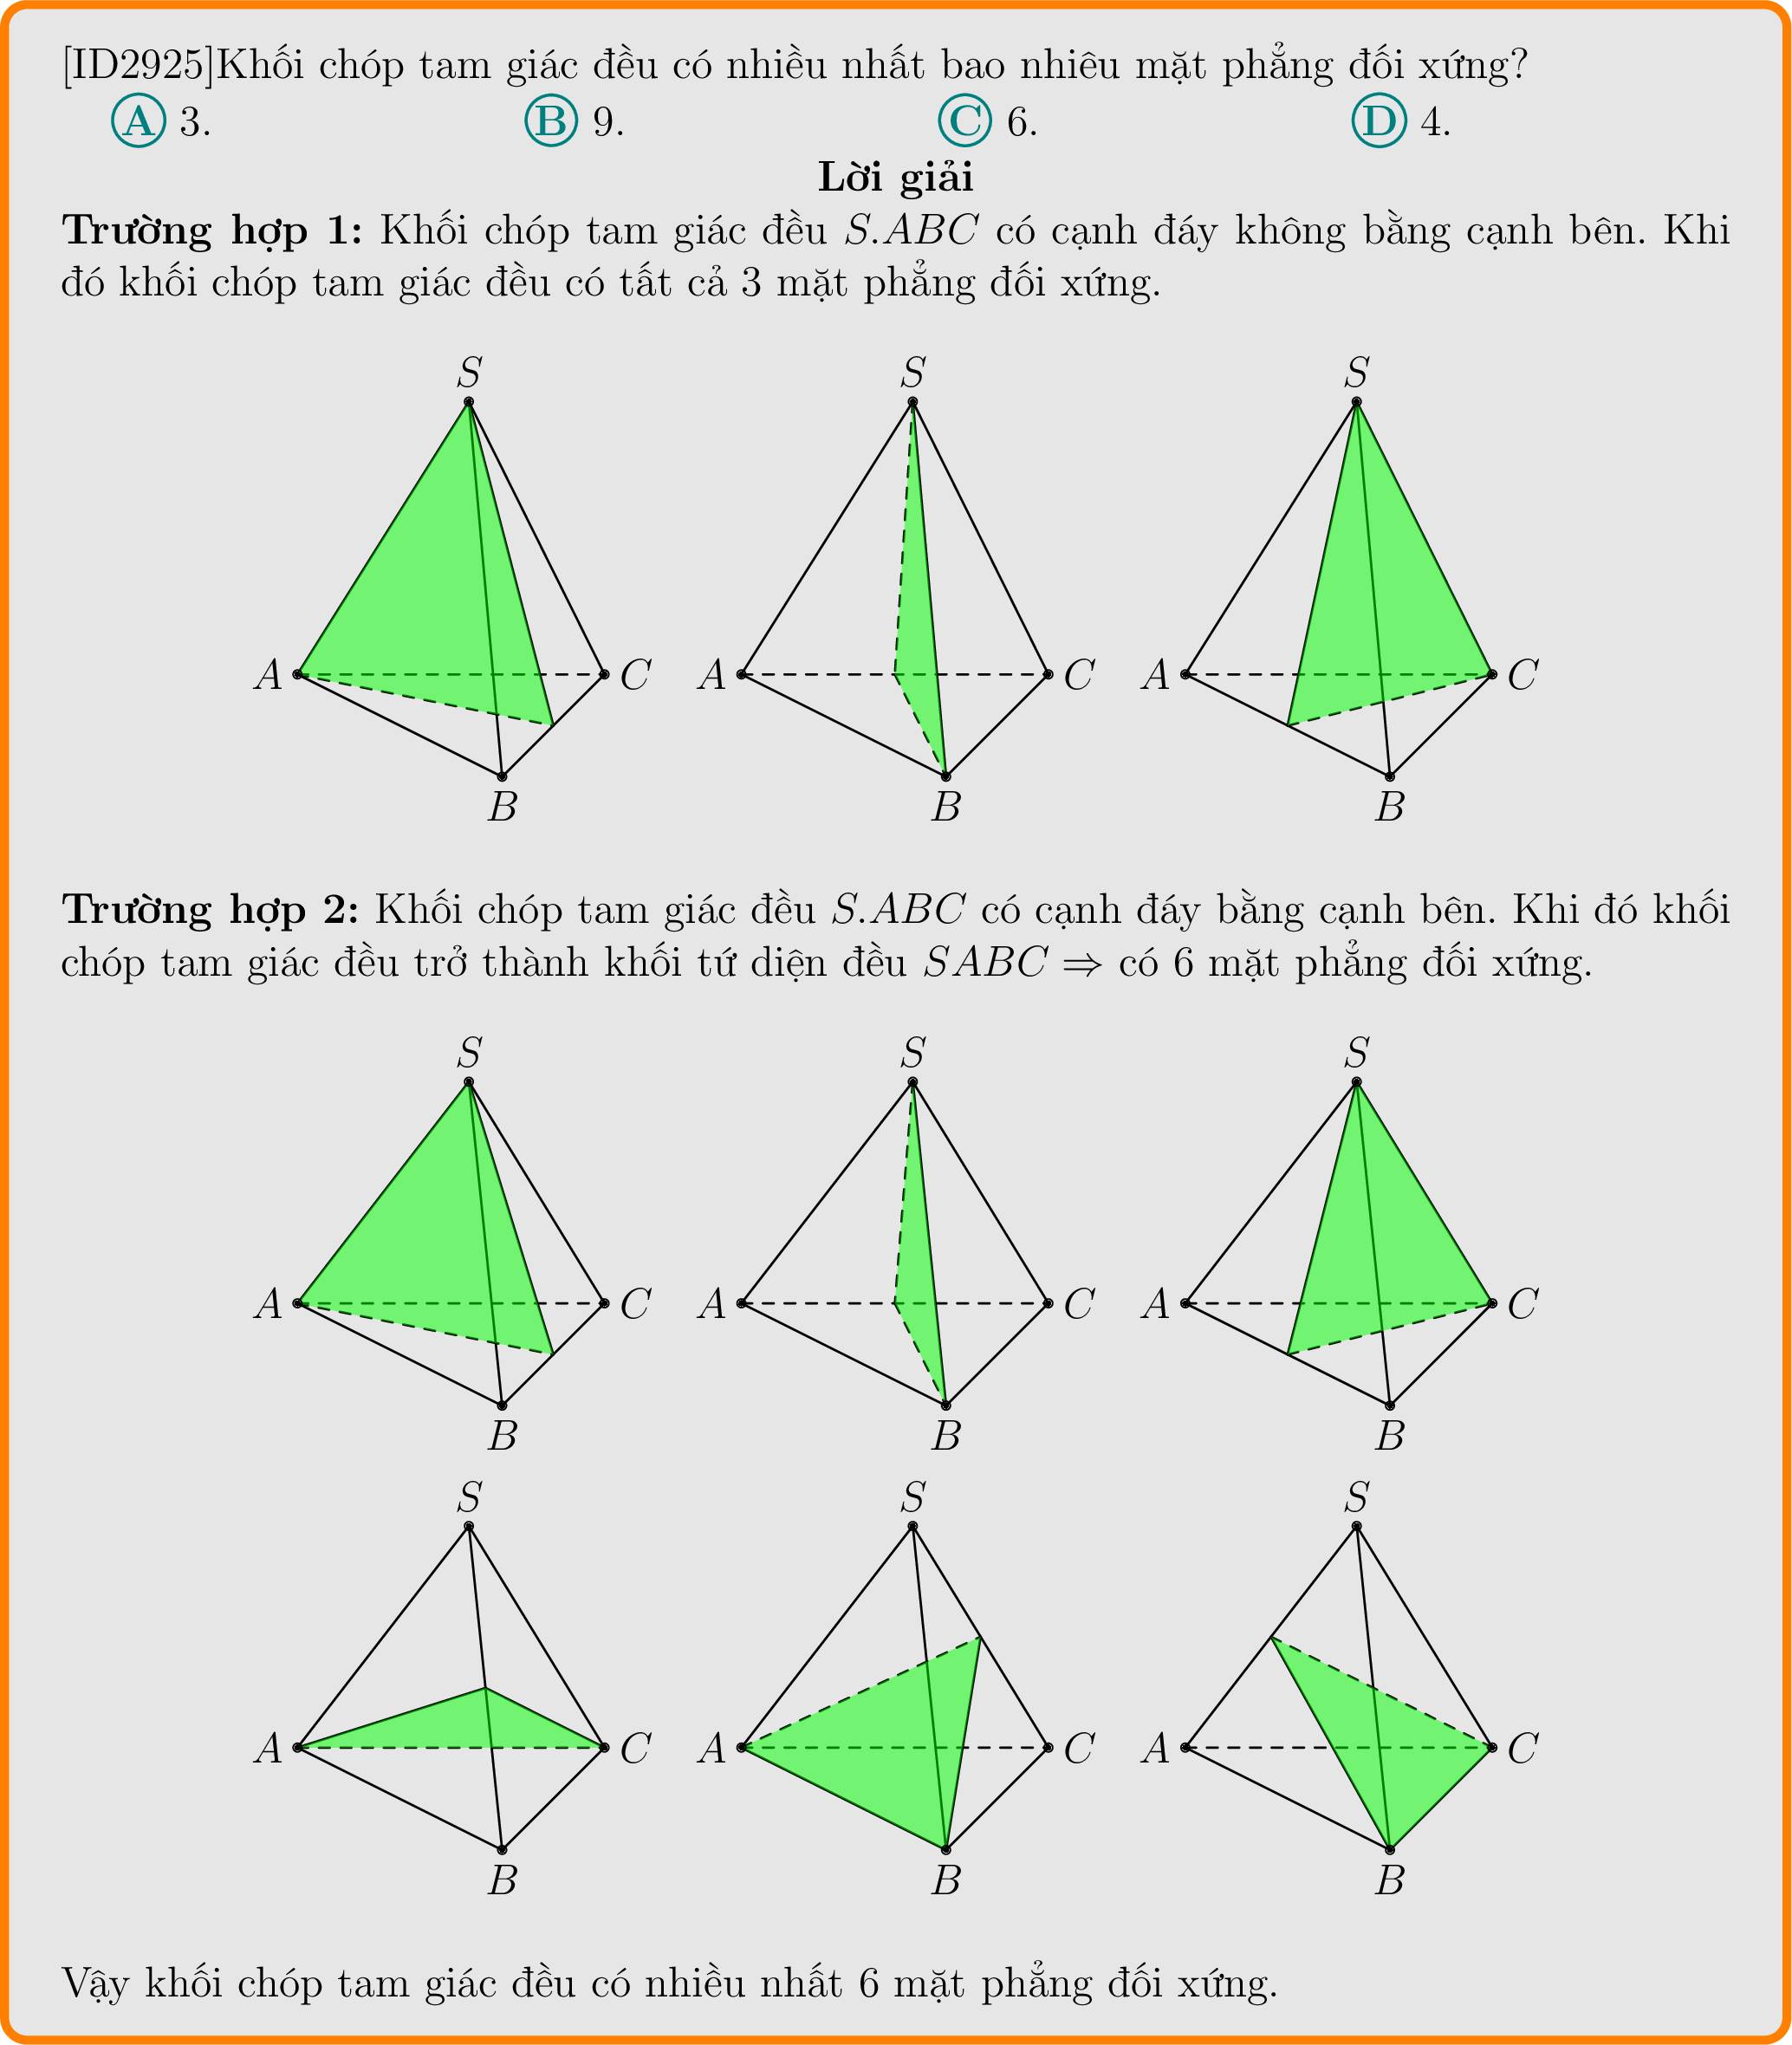 [ID2925]Khối chóp tam giác đều có nhiều nhất bao nhiêu mặt phẳng đối xứng?
A 3. B 9. C 6. D 4.
Lời giải
Trường hợp 1: Khối chóp tam giác đều S.ABC có cạnh đáy không bằng cạnh bên. Khi
đó khối chóp tam giác đều có tất cả 3 mặt phẳng đối xứng.
S S S
A C A C A C
B B B
Trường hợp 2: Khối chóp tam giác đều S.ABC có cạnh đáy bằng cạnh bên. Khi đó khối
chóp tam giác đều trở thành khối tứ diện đều SABC ⇒ có 6 mặt phẳng đối xứng.
S S S
A C A C A C
B B B
S S S
A C A C A C
B B B
Vậy khối chóp tam giác đều có nhiều nhất 6 mặt phẳng đối xứng.